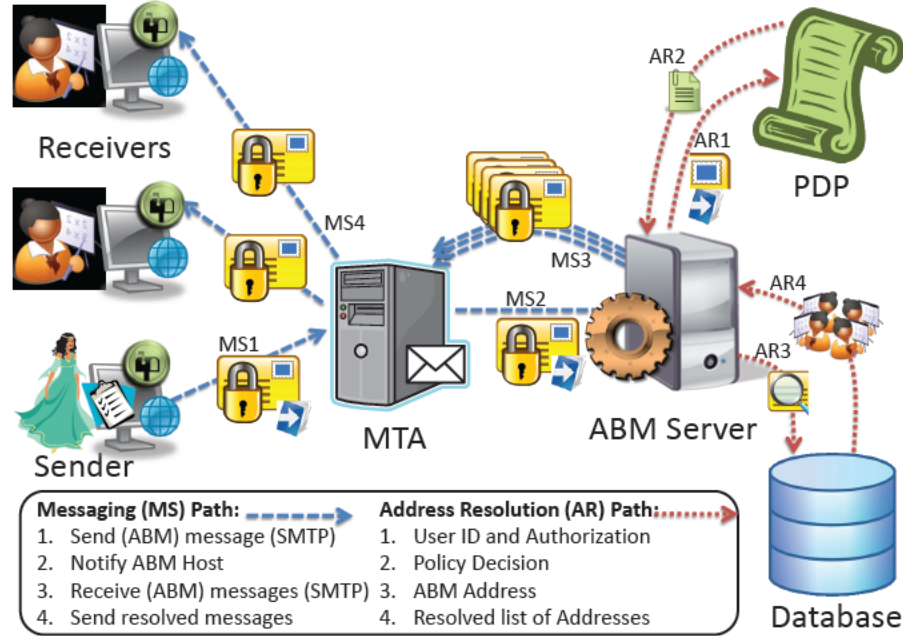 AR2
Receivers
AR1
PDP
MS4
MS3
AR4
MS2
MS1
AR3
MTA
ABM Server
Sender
Messaging (MS) Path:
1. Send (ABM) message (SMTP)
2. Notify ABM Host
3. Receive (ABM) messages (SMTP)
4. Send resolved messages
Address Resolution (AR) Path:
1. User ID and Authorization
2. Policy Decision
3. ABM Address
4. Resolved list of Addresses
Database